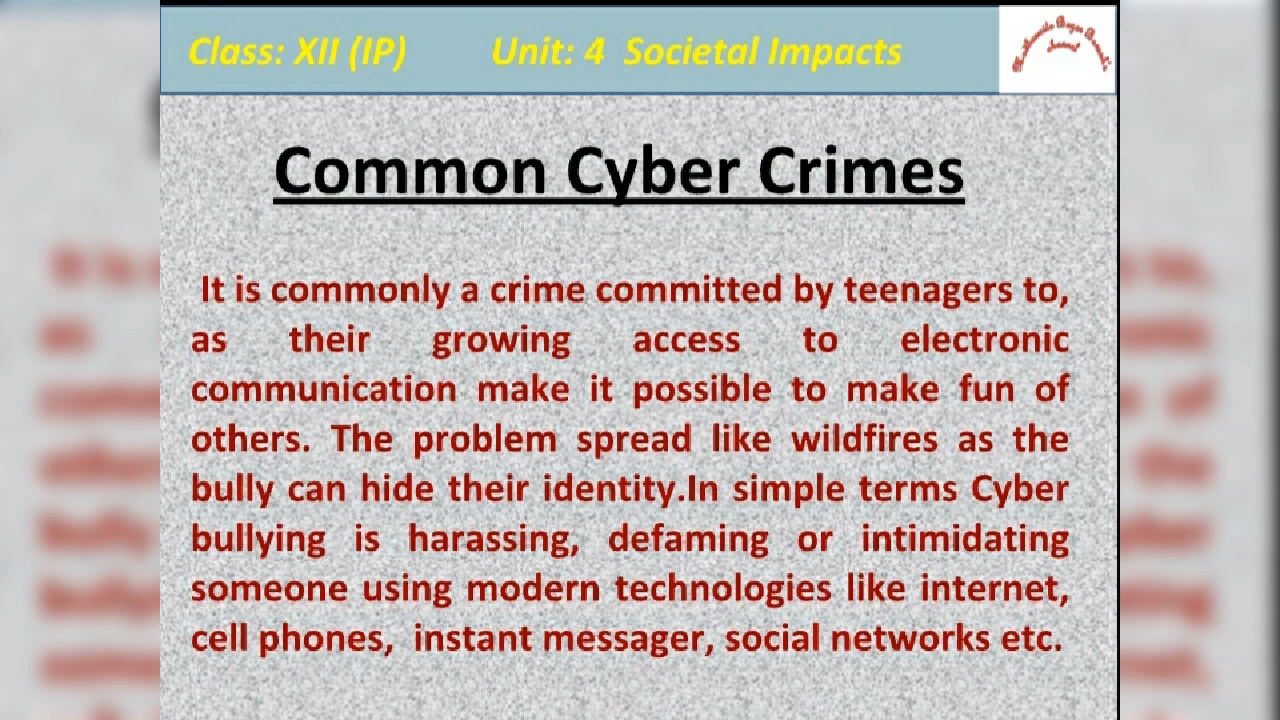 Class: XII (IP) Unit: 4 Societal Impacts
Common Cyber Crimes
It is commonly a crime committed by teenagers to,
as their growing access to electronic
communication make it possible to make fun of
others. The problem spread like wildfires as the
bully can hide their identity.In simple terms Cyber
bullying is harassing, defaming or intimidating
someone using modern technologies like internet,
cell phones, instant messager, social networks etc.